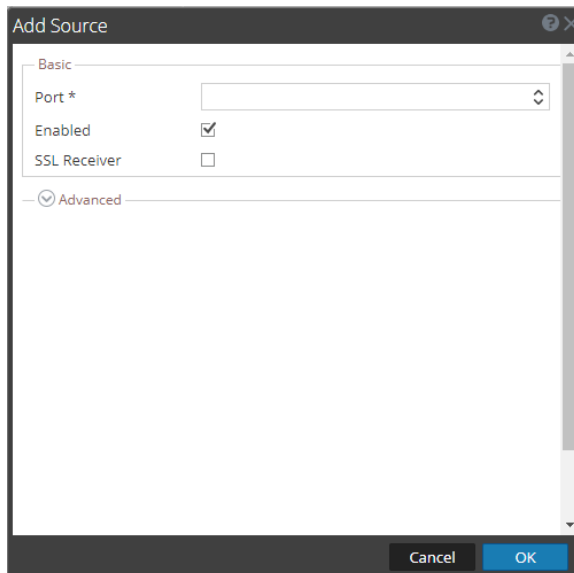 Add Source
Basic
Port *
Enabled
SSL Receiver
Advanced
Cancel OK